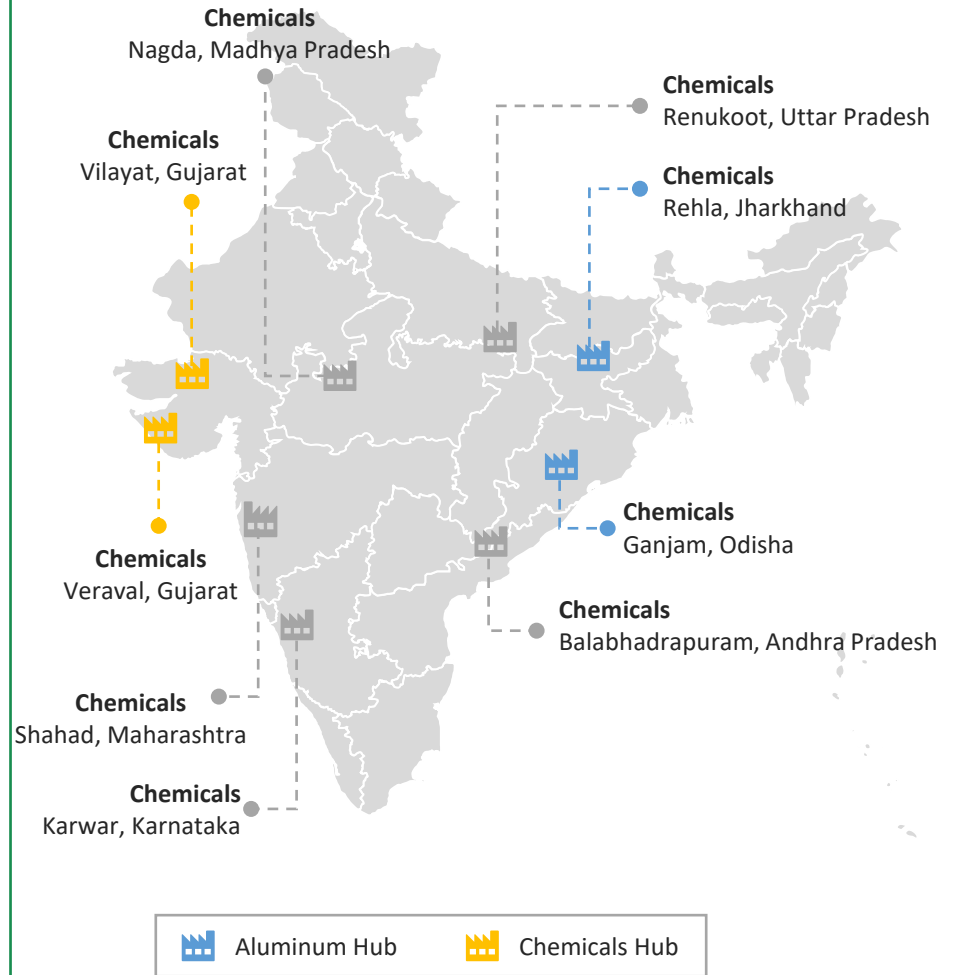 Chemicals
Nagda, Madhya Pradesh
Chemicals
Renukoot, Uttar Pradesh
Chemicals
Vilayat, Gujarat
Chemicals
Rehla, Jharkhand
Chemicals
Ganjam, Odisha
Chemicals
Veraval, Gujarat
Chemicals
Balabhadrapuram, Andhra Pradesh
Chemicals
Shahad, Maharashtra
Chemicals
Karwar, Karnataka
Aluminum Hub
Chemicals Hub